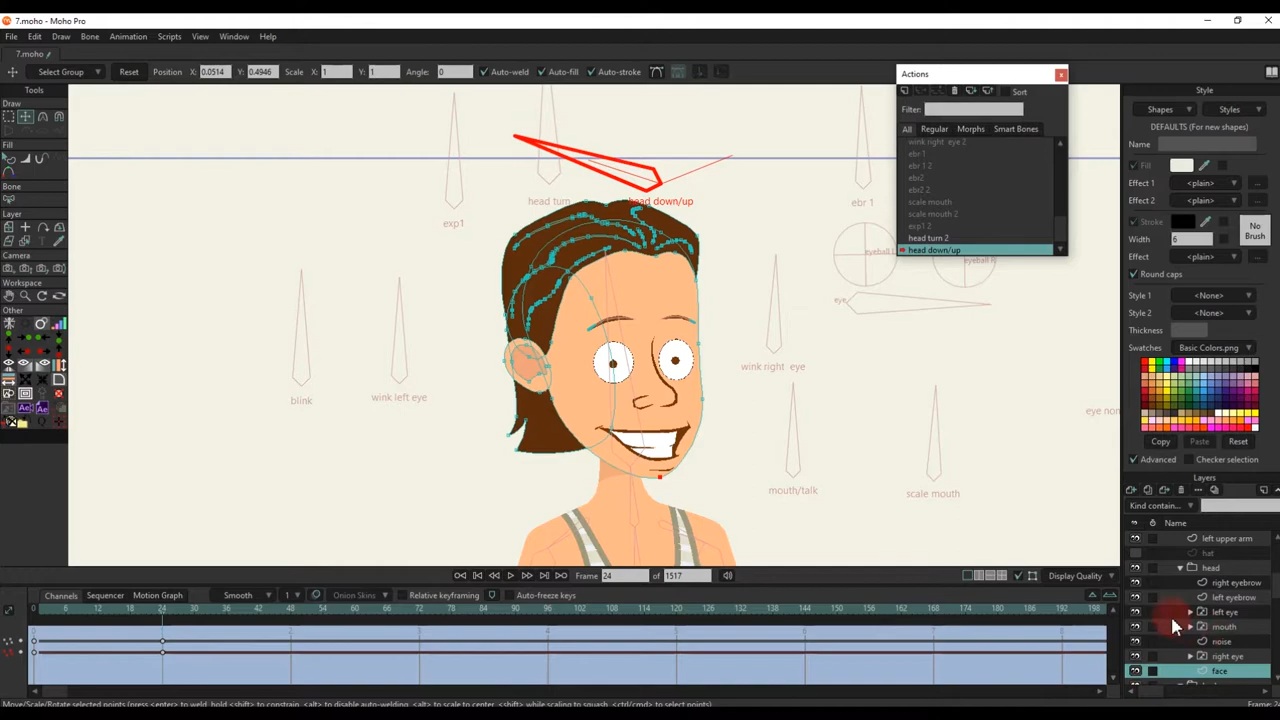 7.moho - Moho Pro
File Edit Draw Bone Animation Scripts View Window Help
7.moho
Select Group Reset Position X: 0.0514 Y: 0.4946 Scale X: 1 Y: 1 Angle: 0 Auto-weld Auto-fill Auto-stroke
Tools
Draw
Fill
Bone
Layer
Camera
Workspace
Other
exp1
head turn
head down/up
ebr 1
eyeball L
eyeball R
eye
blink
wink left eye
wink right eye
mouth/talk
scale mouth
Actions
Sort
Filter:
All Regular Morphs Smart Bones
wink right eye 2
ebr 1
ebr 1 2
ebr2
ebr2 2
scale mouth
scale mouth 2
exp1 2
head turn 2
head down/up
Style
Shapes Styles
DEFAULTS (For new shapes)
Name
Fill
Effect 1 <plain> ...
Effect 2 <plain> ...
Stroke
No Brush
Width 6
Effect <plain> ...
Round caps
Style 1 <None>
Style 2 <None>
Thickness
Swatches Basic Colors.png
Copy Paste Reset
Advanced Checker selection
Layers
Kind contain...
Name
left upper arm
hat
head
right eyebrow
left eyebrow
left eye
mouth
noise
right eye
face
Frame 24 of 1517 Display Quality
Channels Sequencer Motion Graph Smooth 1 Onion Skins Relative keyframing Auto-freeze keys
0 6 12 18 24 30 36 42 48 54 60 66 72 78 84 90 96 102 108 114 120 126 132 138 144 150 156 162 168 174 180 186 192 198
Move/Scale/Rotate selected points (press <enter> to weld, hold <shift> to constrain, <alt> to disable auto-welding, <alt> to scale to center, <shift> while scaling to squash, <ctrl/cmd> to select points)